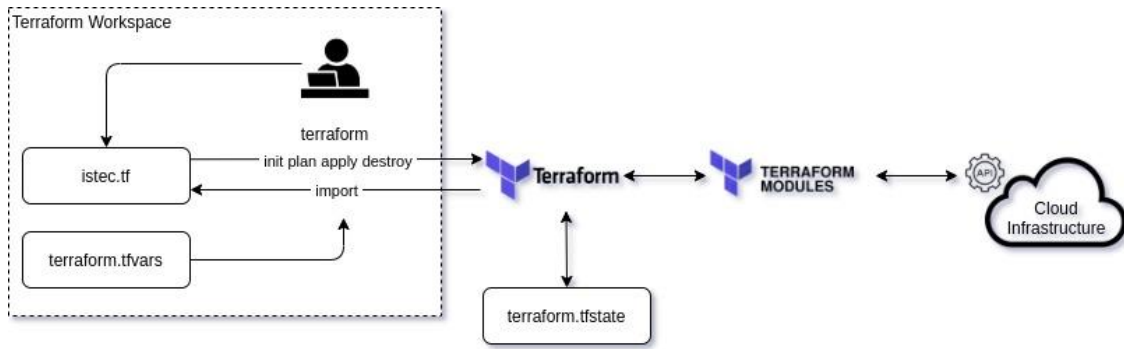 Terraform Workspace
terraform
init plan apply destroy
istec.tf
import
terraform.tfvars
Terraform
TERRAFORM
MODULES
API
Cloud
Infrastructure
terraform.tfstate